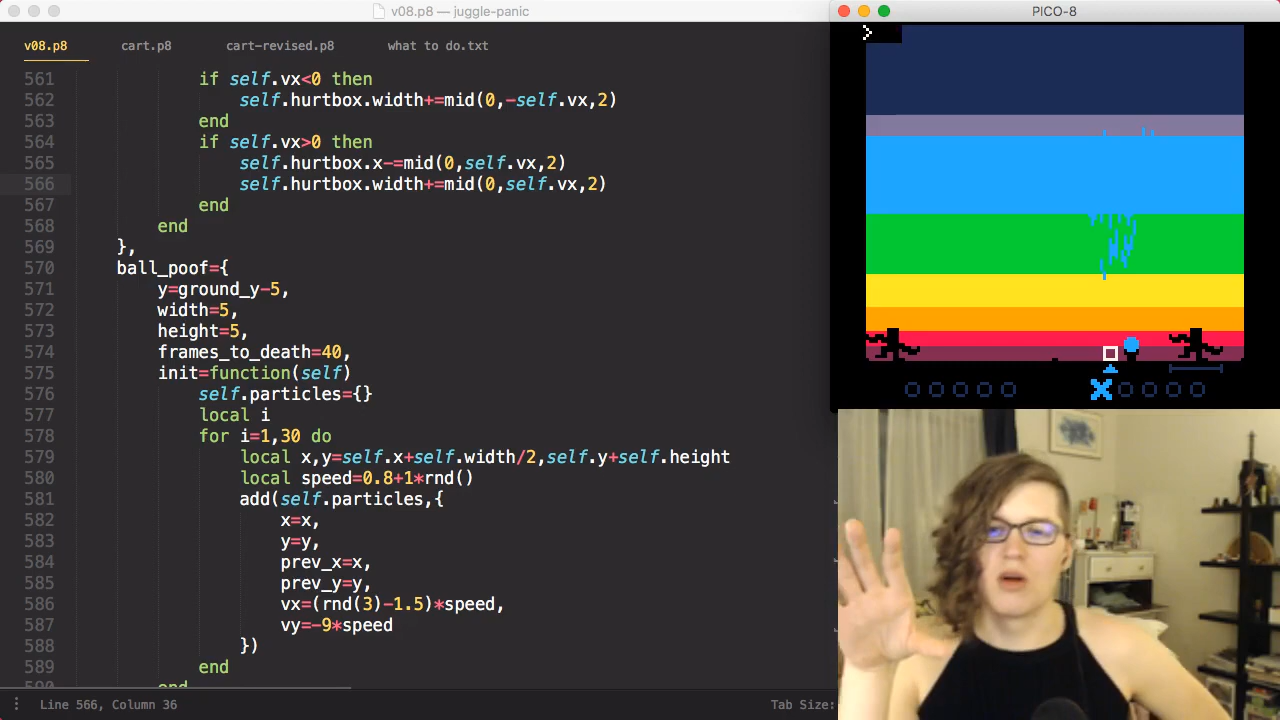 v08.p8 — juggle-panic
PICO-8
v08.p8 cart.p8 cart-revised.p8 what to do.txt
561 if self.vx<0 then
562 self.hurtbox.width+=mid(0,-self.vx,2)
563 end
564 if self.vx>0 then
565 self.hurtbox.x-=mid(0,self.vx,2)
566 self.hurtbox.width+=mid(0,self.vx,2)
567 end
568 end
569 },
570 ball_poof={
571 y=ground_y-5,
572 width=5,
573 height=5,
574 frames_to_death=40,
575 init=function(self)
576 self.particles={}
577 local i
578 for i=1,30 do
579 local x,y=self.x+self.width/2,self.y+self.height
580 local speed=0.8+1*rnd()
581 add(self.particles,{
582 x=x,
583 y=y,
584 prev_x=x,
585 prev_y=y,
586 vx=(rnd(3)-1.5)*speed,
587 vy=-9*speed
588 })
589 end
Line 566, Column 36
Tab Size: